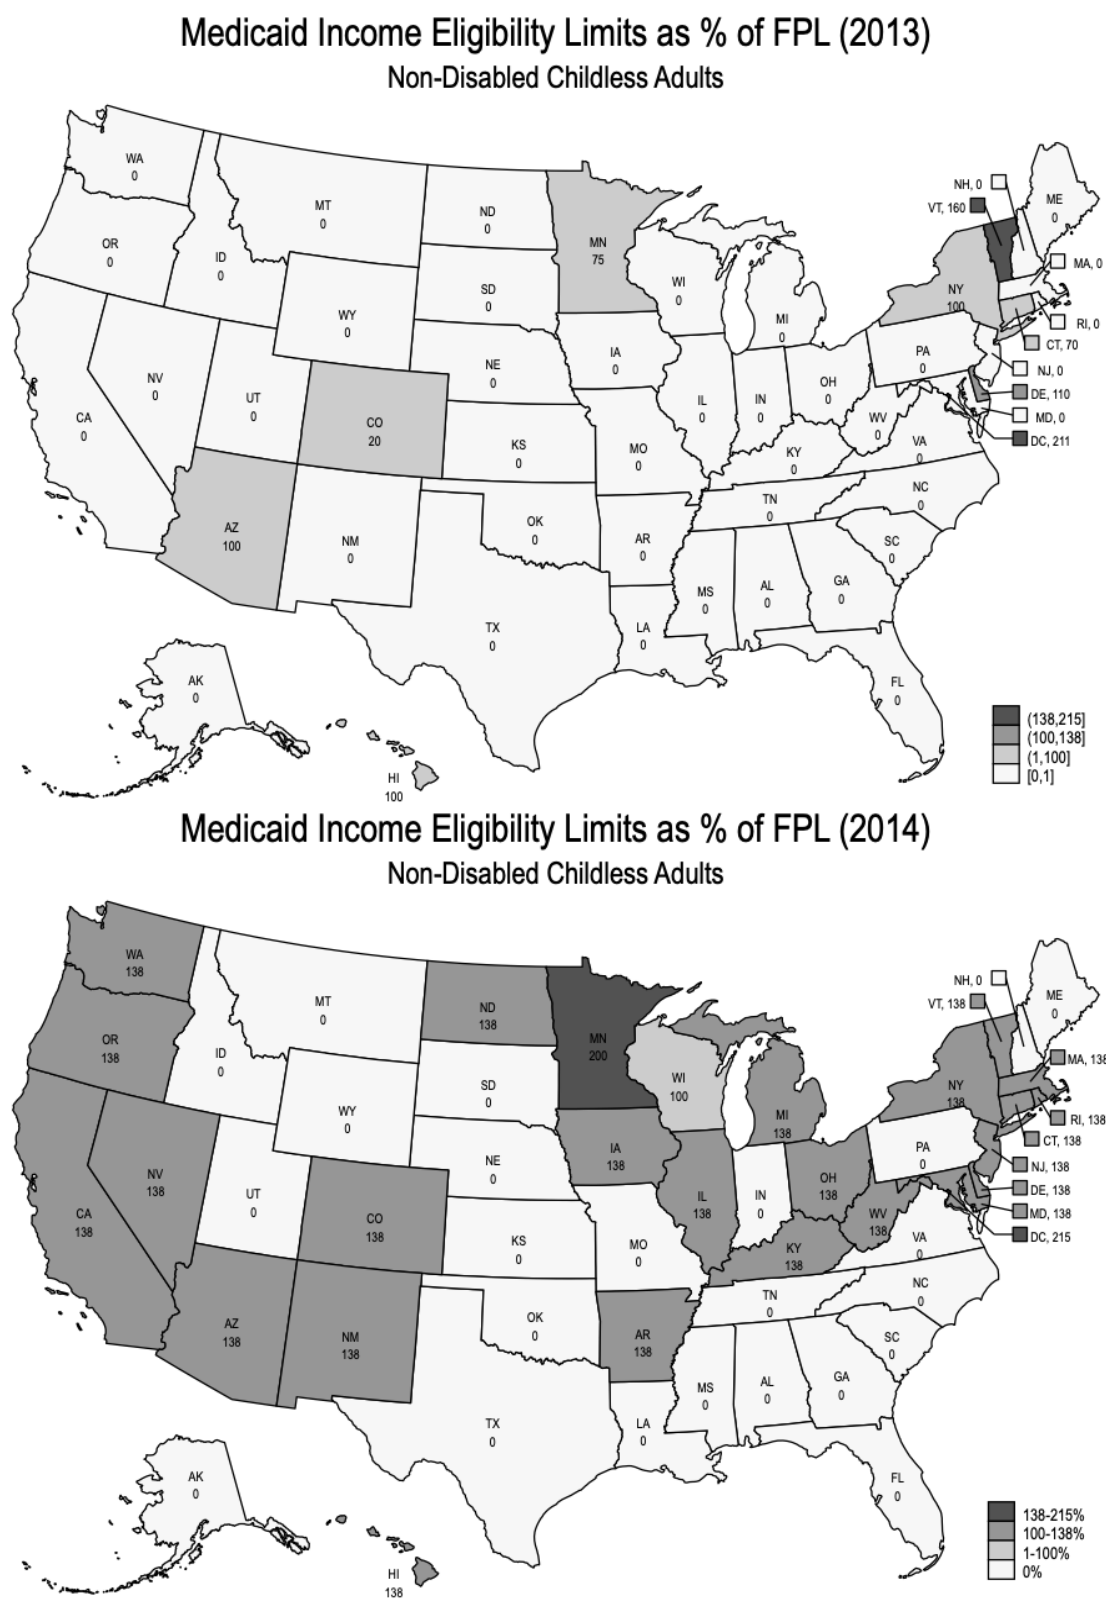 Medicaid Income Eligibility Limits as % of FPL (2013)
Non-Disabled Childless Adults
WA
0
OR
0
CA
0
NV
0
ID
0
MT
0
WY
0
UT
0
CO
20
AZ
100
NM
0
ND
0
SD
0
NE
0
KS
0
OK
0
TX
0
MN
75
IA
0
MO
0
AR
0
LA
0
WI
0
IL
0
MI
0
IN
0
OH
0
KY
0
TN
0
MS
0
AL
0
GA
0
FL
0
SC
0
NC
0
VA
0
WV
0
PA
0
NY
100
ME
0
NH, 0
VT, 160
MA, 0
RI, 0
CT, 70
NJ, 0
DE, 110
MD, 0
DC, 211
AK
0
HI
100
(138,215]
(100,138]
(1,100]
[0,1]
Medicaid Income Eligibility Limits as % of FPL (2014)
Non-Disabled Childless Adults
WA
138
OR
138
CA
138
NV
138
ID
0
MT
0
WY
0
UT
0
CO
138
AZ
138
NM
138
ND
138
SD
0
NE
0
KS
0
OK
0
TX
0
MN
200
IA
138
MO
0
AR
138
LA
0
WI
100
IL
138
MI
138
IN
0
OH
138
KY
138
TN
0
MS
0
AL
0
GA
0
FL
0
SC
0
NC
0
VA
0
WV
138
PA
0
NY
138
ME
0
NH, 0
VT, 138
MA, 138
RI, 138
CT, 138
NJ, 138
DE, 138
MD, 138
DC, 215
AK
0
HI
138
138-215%
100-138%
1-100%
0%